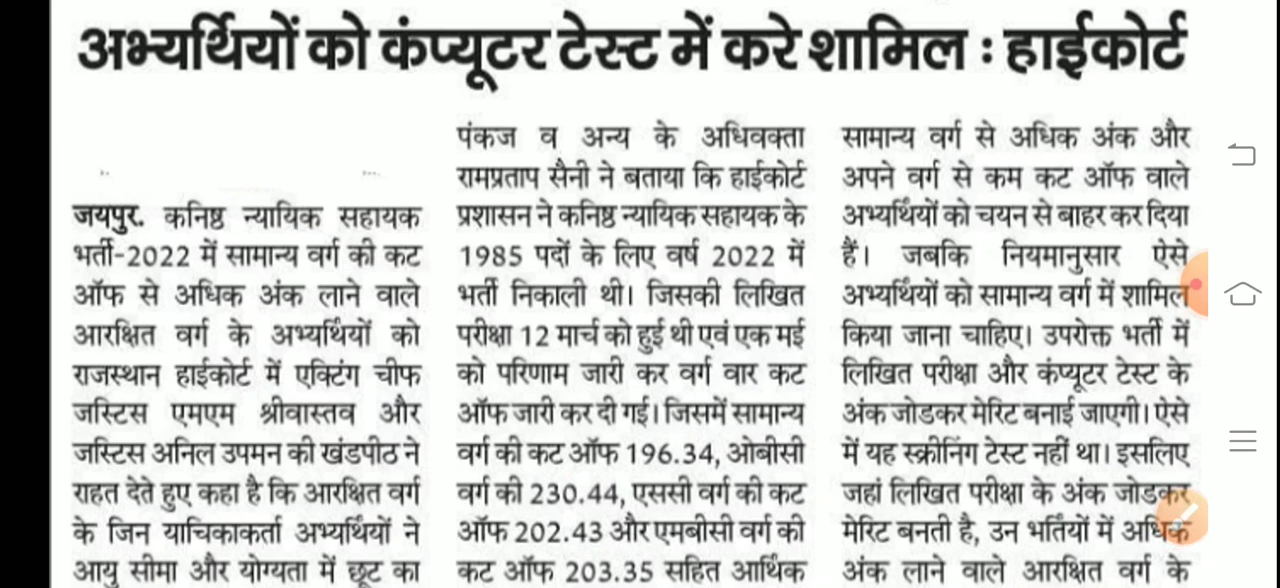 अभ्यर्थियों को कंप्यूटर टेस्ट में करे शामिल : हाईकोर्ट
जयपुर. कनिष्ठ न्यायिक सहायक
भर्ती-2022 में सामान्य वर्ग की कट
ऑफ से अधिक अंक लाने वाले
आरक्षित वर्ग के अभ्यर्थियों को
राजस्थान हाईकोर्ट में एक्टिंग चीफ
जस्टिस एमएम श्रीवास्तव और
जस्टिस अनिल उपमन की खंडपीठ ने
राहत देते हुए कहा है कि आरक्षित वर्ग
के जिन याचिकाकर्ता अभ्यर्थियों ने
आयु सीमा और योग्यता में छूट का
पंकज व अन्य के अधिवक्ता
रामप्रताप सैनी ने बताया कि हाईकोर्ट
प्रशासन ने कनिष्ठ न्यायिक सहायक के
1985 पदों के लिए वर्ष 2022 में
भर्ती निकाली थी। जिसकी लिखित
परीक्षा 12 मार्च को हुई थी एवं एक मई
को परिणाम जारी कर वर्ग वार कट
ऑफ जारी कर दी गई। जिसमें सामान्य
वर्ग की कट ऑफ 196.34, ओबीसी
वर्ग की 230.44, एससी वर्ग की कट
ऑफ 202.43 और एमबीसी वर्ग की
कट ऑफ 203.35 सहित आर्थिक
सामान्य वर्ग से अधिक अंक और
अपने वर्ग से कम कट ऑफ वाले
अभ्यर्थियों को चयन से बाहर कर दिया
हैं। जबकि नियमानुसार ऐसे
अभ्यर्थियों को सामान्य वर्ग में शामिल
किया जाना चाहिए। उपरोक्त भर्ती में
लिखित परीक्षा और कंप्यूटर टेस्ट के
अंक जोडकर मेरिट बनाई जाएगी। ऐसे
में यह स्क्रीनिंग टेस्ट नहीं था। इसलिए
जहां लिखित परीक्षा के अंक जोडकर
मेरिट बनती है, उन भर्तियों में अधिक
अंक लाने वाले आरक्षित वर्ग के